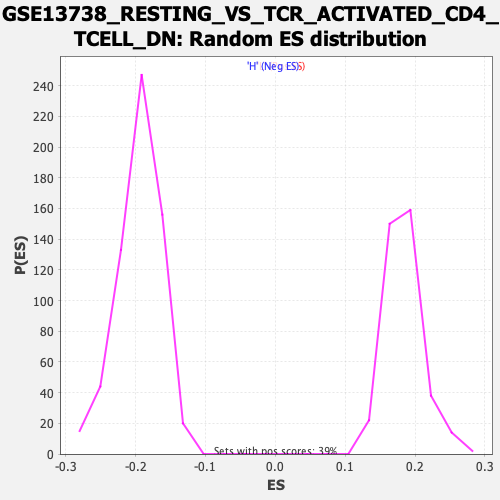 GSE13738_RESTING_VS_TCR_ACTIVATED_CD4_
TCELL_DN: Random ES distribution
'H' (Neg ES)
240
220
200
180
160
140
120
100
80
60
40
20
0
P(ES)
Sets with pos scores: 39%
-0.3 -0.2 -0.1 0.0 0.1 0.2 0.3
ES